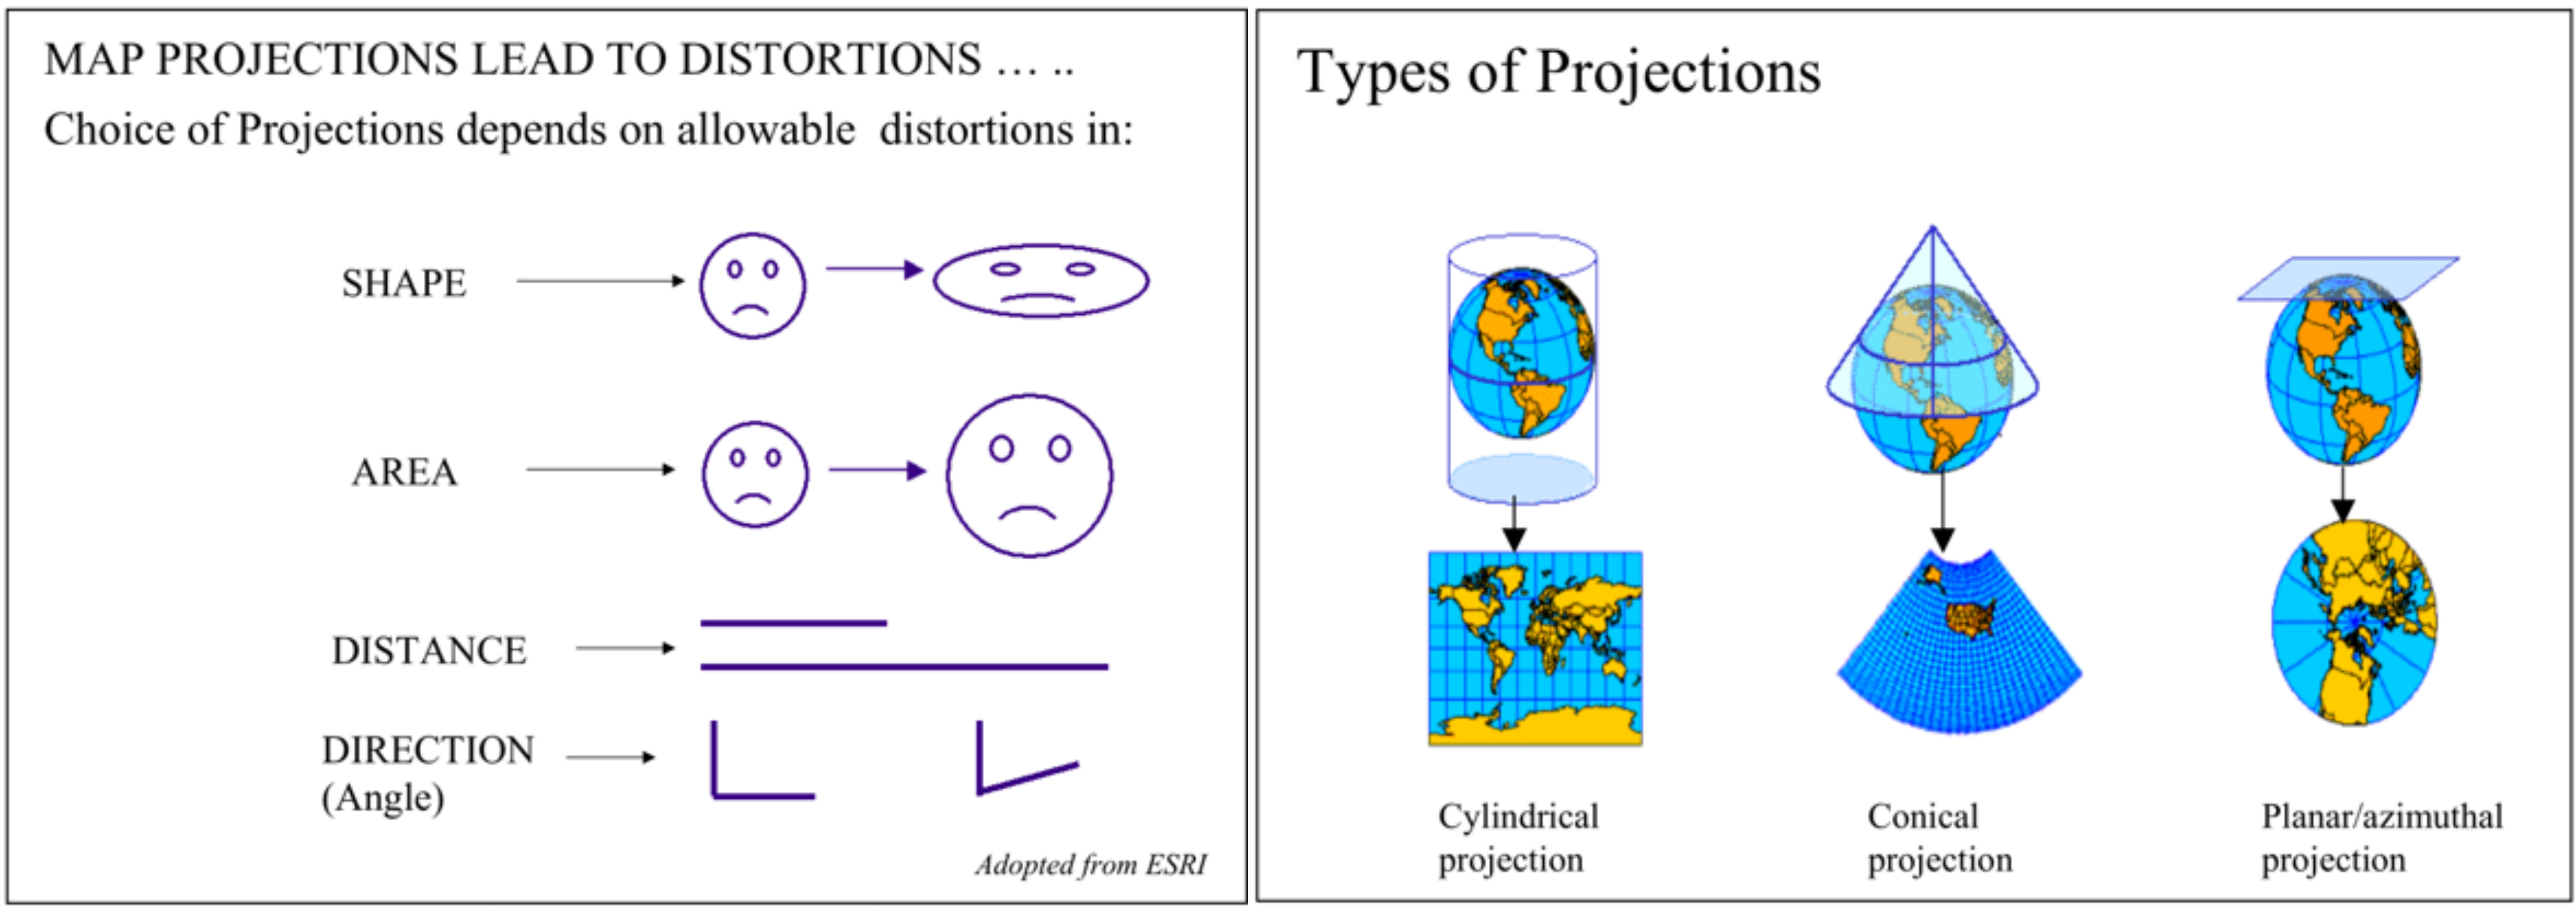 MAP PROJECTIONS LEAD TO DISTORTIONS … ..
Choice of Projections depends on allowable  distortions in:
SHAPE
AREA
DISTANCE
DIRECTION
(Angle)
Adopted from ESRI
Types of Projections
Cylindrical
projection
Conical
projection
Planar/azimuthal
projection